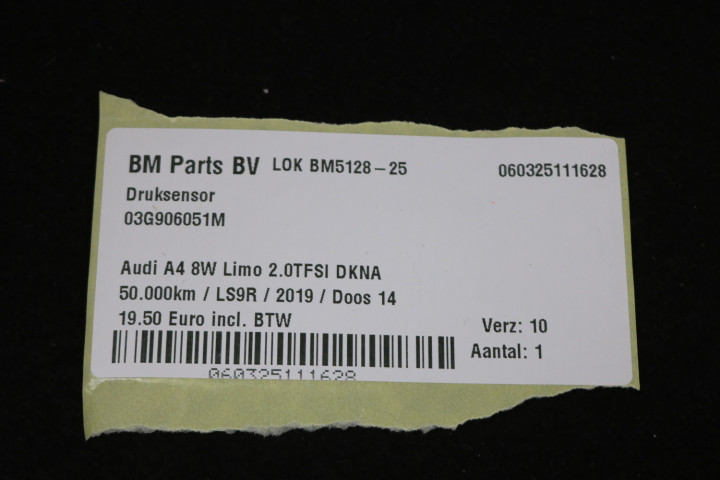 BM Parts BV LOK BM5128-25 060325111628
Druksensor
03G906051M
Audi A4 8W Limo 2.0TFSI DKNA
50.000km / LS9R / 2019 / Doos 14
19.50 Euro incl. BTW
Verz: 10
Aantal: 1
060325111628